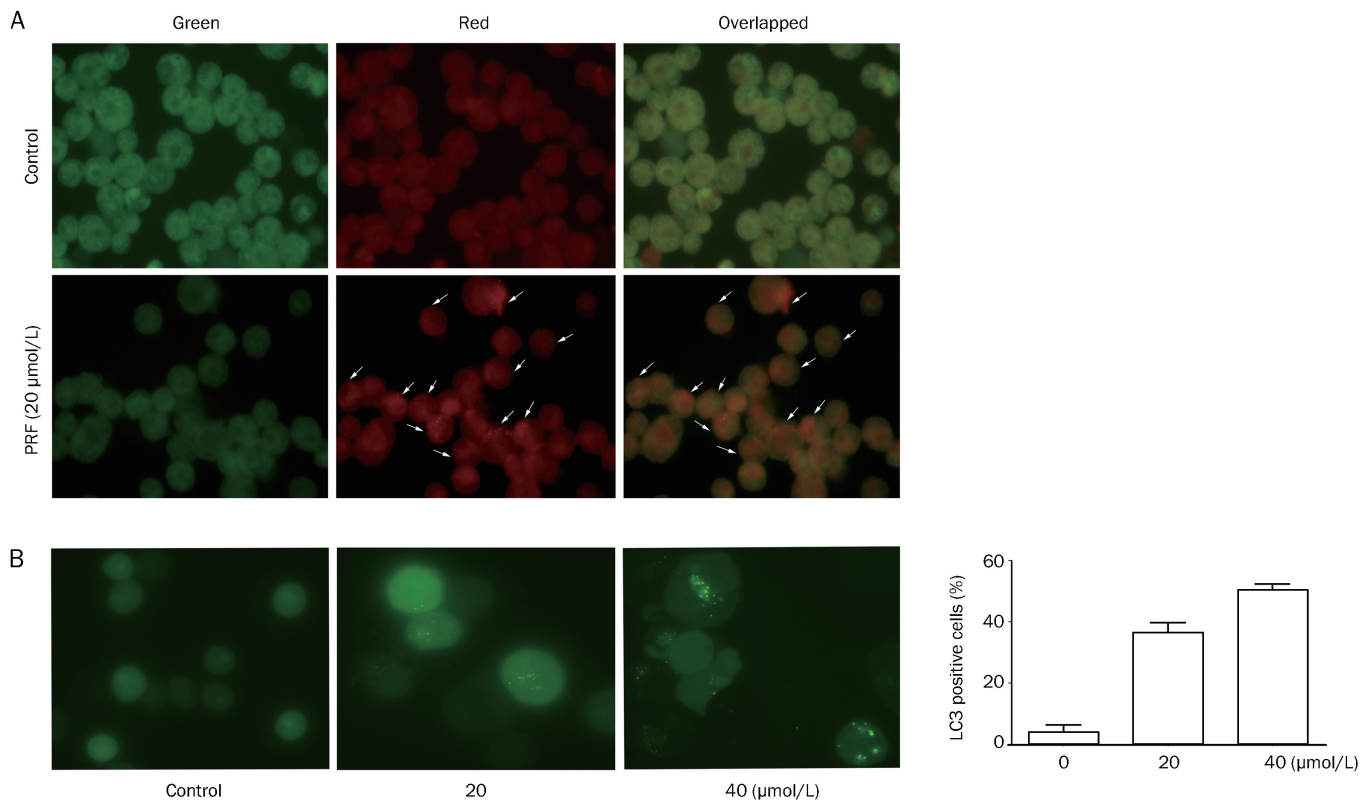 A
Green
Red
Overlapped
Control
PRF (20 µmol/L)
B
Control
20
40 (µmol/L)
LC3 positive cells (%)
60
40
20
0
0
20
40 (µmol/L)